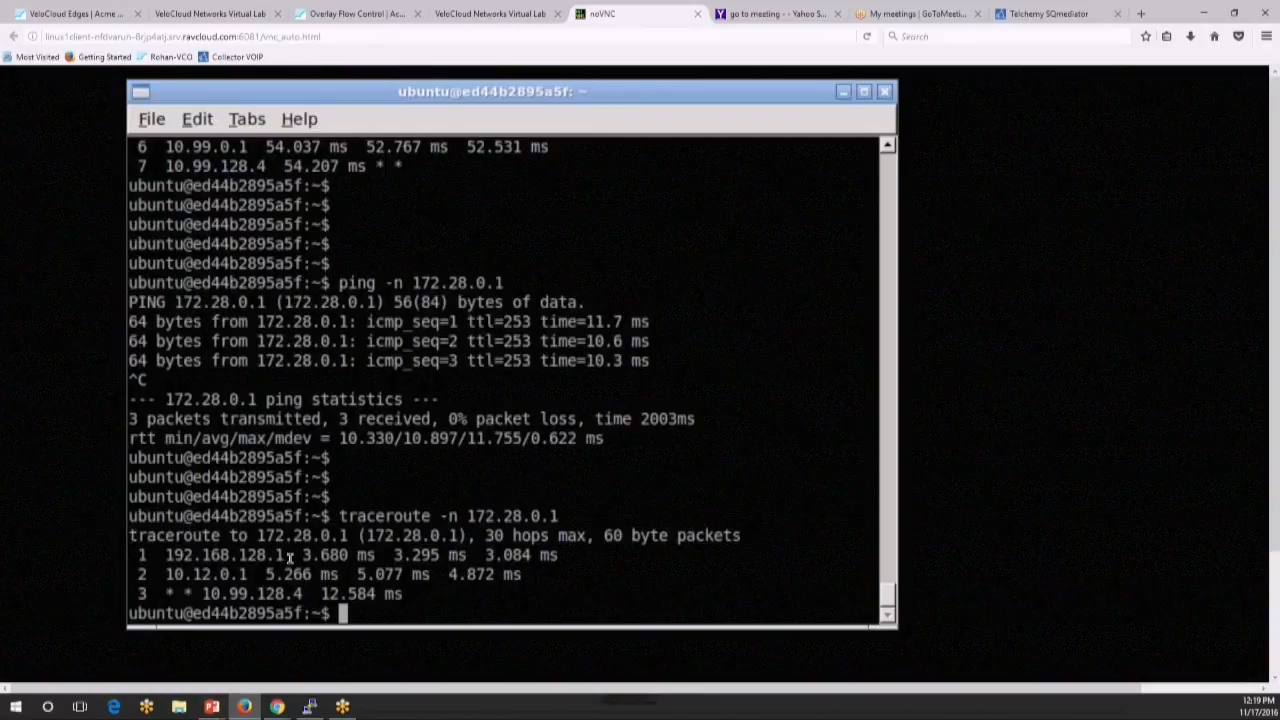 VeloCloud Edges | Acme ...
VeloCloud Networks Virtual Lab
Overlay Flow Control | Ac...
VeloCloud Networks Virtual Lab
noVNC
go to meeting - - Yahoo S...
My meetings | GoToMeeti...
Telchemy SQmediator
linux1client-nfdvarun-8rjp4atj.srv.ravcloud.com:6081/vnc_auto.html
Search
Most Visited
Getting Started
Rohan-VCO
Collector VOIP
ubuntu@ed44b2895a5f: ~
File Edit Tabs Help
6 10.99.0.1 54.037 ms 52.767 ms 52.531 ms
7 10.99.128.4 54.207 ms * *
ubuntu@ed44b2895a5f:~$
ubuntu@ed44b2895a5f:~$
ubuntu@ed44b2895a5f:~$
ubuntu@ed44b2895a5f:~$
ubuntu@ed44b2895a5f:~$
ubuntu@ed44b2895a5f:~$ ping -n 172.28.0.1
PING 172.28.0.1 (172.28.0.1) 56(84) bytes of data.
64 bytes from 172.28.0.1: icmp_seq=1 ttl=253 time=11.7 ms
64 bytes from 172.28.0.1: icmp_seq=2 ttl=253 time=10.6 ms
64 bytes from 172.28.0.1: icmp_seq=3 ttl=253 time=10.3 ms
^C
--- 172.28.0.1 ping statistics ---
3 packets transmitted, 3 received, 0% packet loss, time 2003ms
rtt min/avg/max/mdev = 10.330/10.897/11.755/0.622 ms
ubuntu@ed44b2895a5f:~$
ubuntu@ed44b2895a5f:~$
ubuntu@ed44b2895a5f:~$
ubuntu@ed44b2895a5f:~$ traceroute -n 172.28.0.1
traceroute to 172.28.0.1 (172.28.0.1), 30 hops max, 60 byte packets
1 192.168.128.1 3.680 ms 3.295 ms 3.084 ms
2 10.12.0.1 5.266 ms 5.077 ms 4.872 ms
3 * * 10.99.128.4 12.584 ms
ubuntu@ed44b2895a5f:~$
12:19 PM
11/17/2016